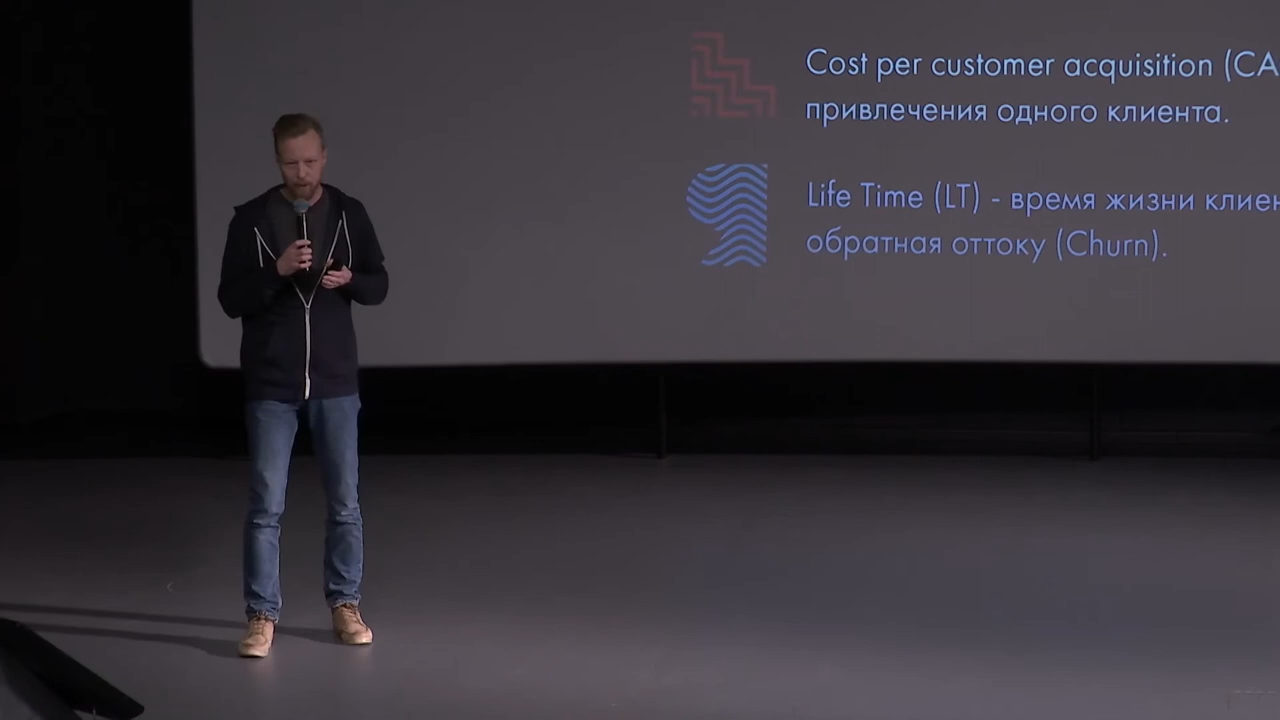 Cost per customer acquisition (CA
привлечения одного клиента.
Life Time (LT) - время жизни клиен
обратная оттоку (Churn).